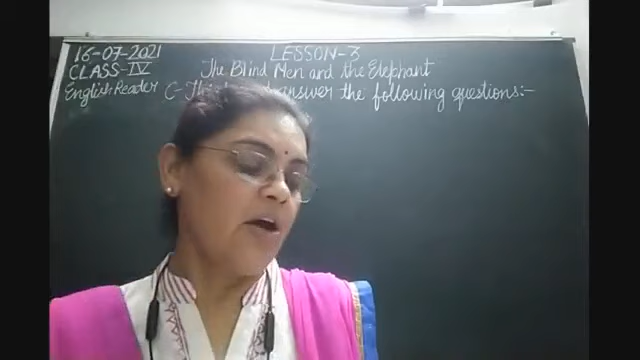 16-07-2021 LESSON-3
CLASS-IV The Blind Men and the Elephant
English Reader C- answer the following questions:-